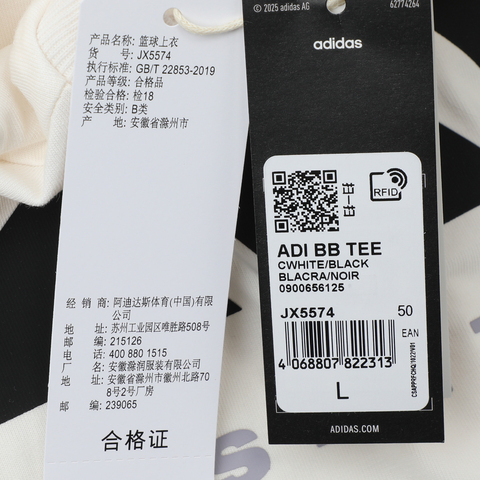 产品名称: 篮球上衣
货 号: JX5574
执行标准: GB/T 22853-2019
产品等级: 合格品
检验合格: 检18
安全类别: B类
产 地: 安徽省滁州市
经 销 商: 阿迪达斯体育(中国)有限
公司
地 址: 苏州工业园区唯胜路508号
邮 编: 215126
电 话: 400 880 1515
厂 名: 安徽滁润服装有限公司
地 址: 安徽省滁州市徽州北路70
8号2号厂房
邮 编: 239065
合格证
© 2025 adidas AG
62774264
adidas
RFID
ADI BB TEE
CWHITE/BLACK
BLACRA/NOIR
0900656125
JX5574 50
EAN
4 068807 822313
L
ADIDAS.COM